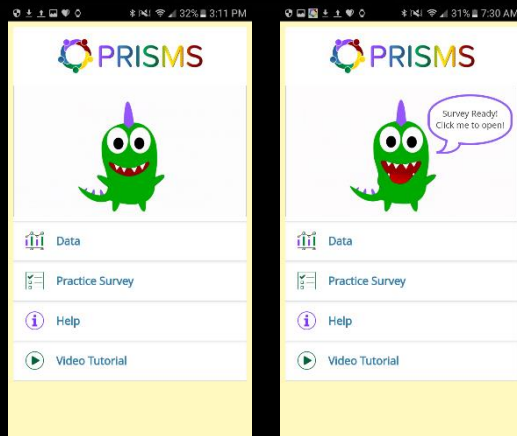 32% 3:11 PM
PRISMS
Data
Practice Survey
Help
Video Tutorial
31% 7:30 AM
PRISMS
Survey Ready!
Click me to open!
Data
Practice Survey
Help
Video Tutorial